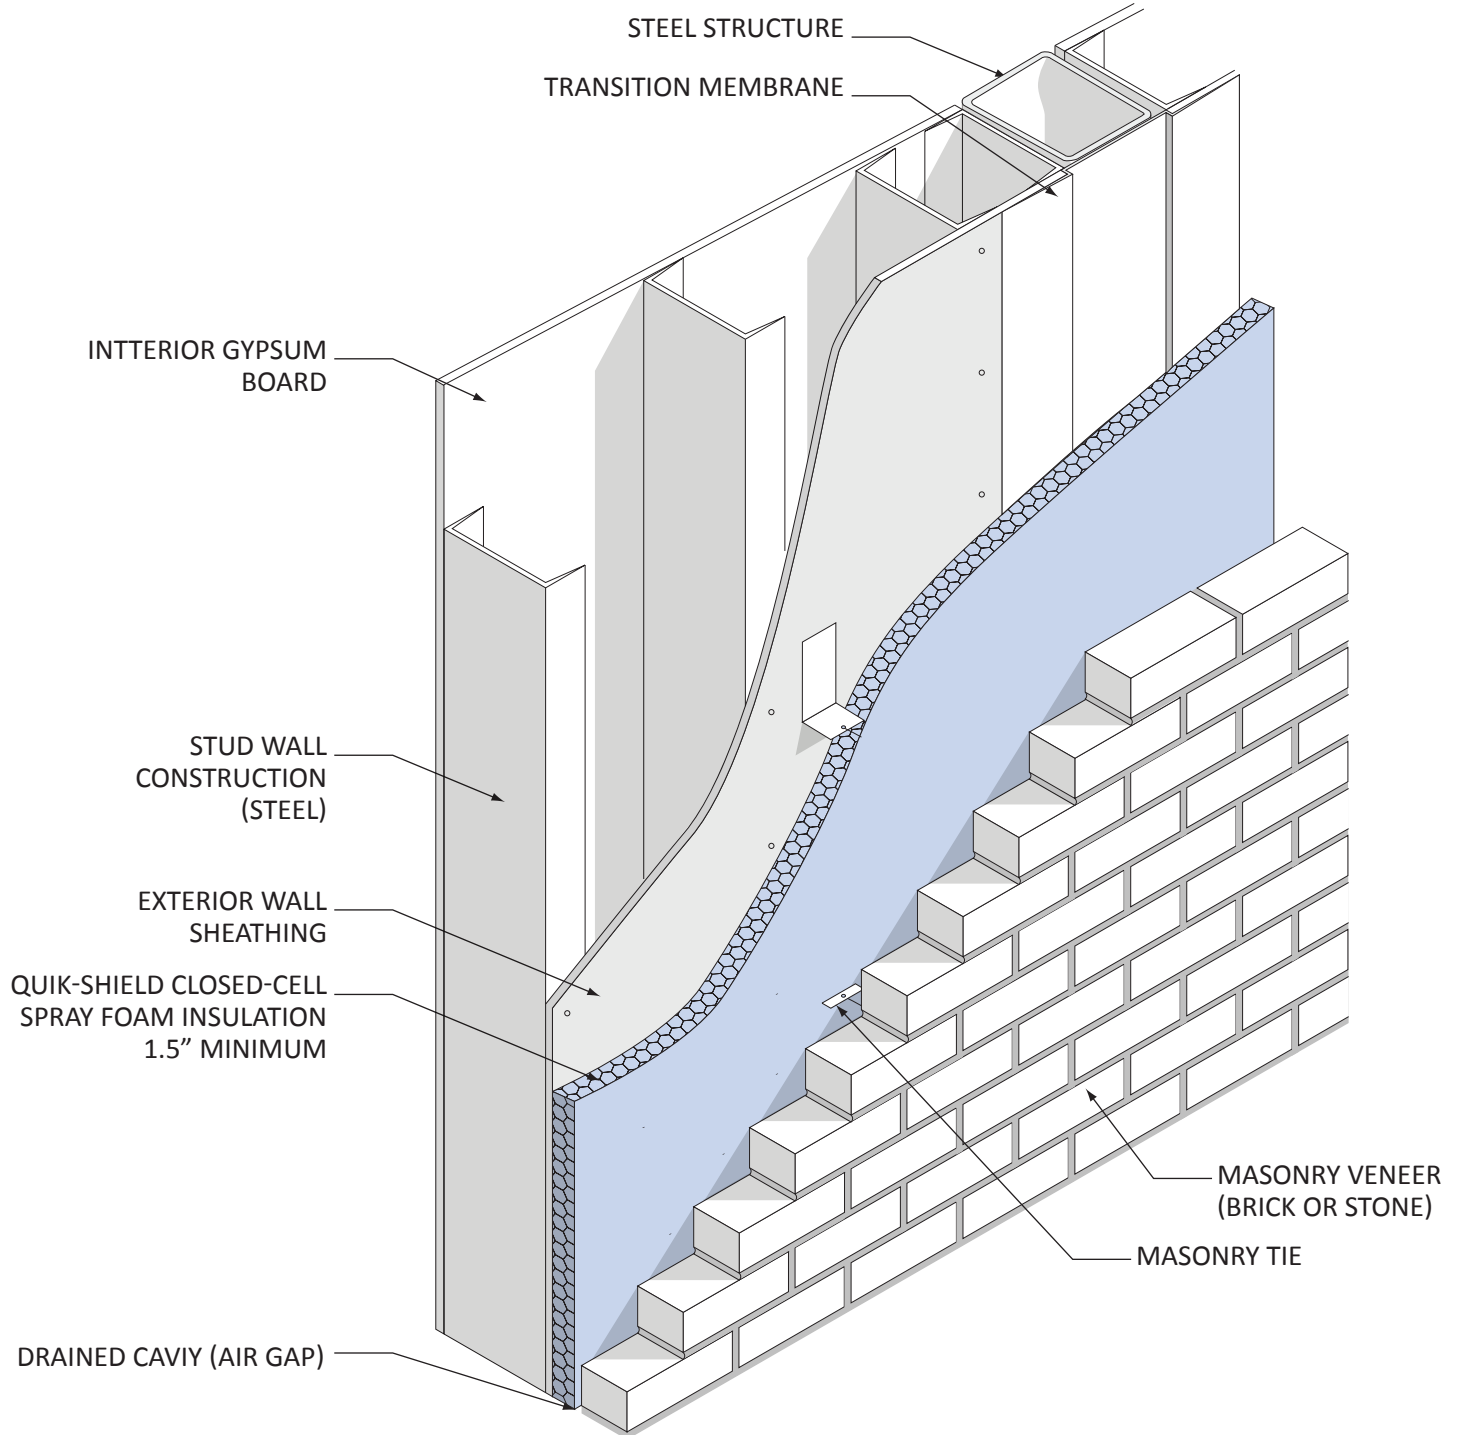 STEEL STRUCTURE
TRANSITION MEMBRANE
INTTERIOR GYPSUM
BOARD
STUD WALL
CONSTRUCTION
(STEEL)
EXTERIOR WALL
SHEATHING
QUIK-SHIELD CLOSED-CELL
SPRAY FOAM INSULATION
1.5” MINIMUM
MASONRY VENEER
(BRICK OR STONE)
MASONRY TIE
DRAINED CAVIY (AIR GAP)